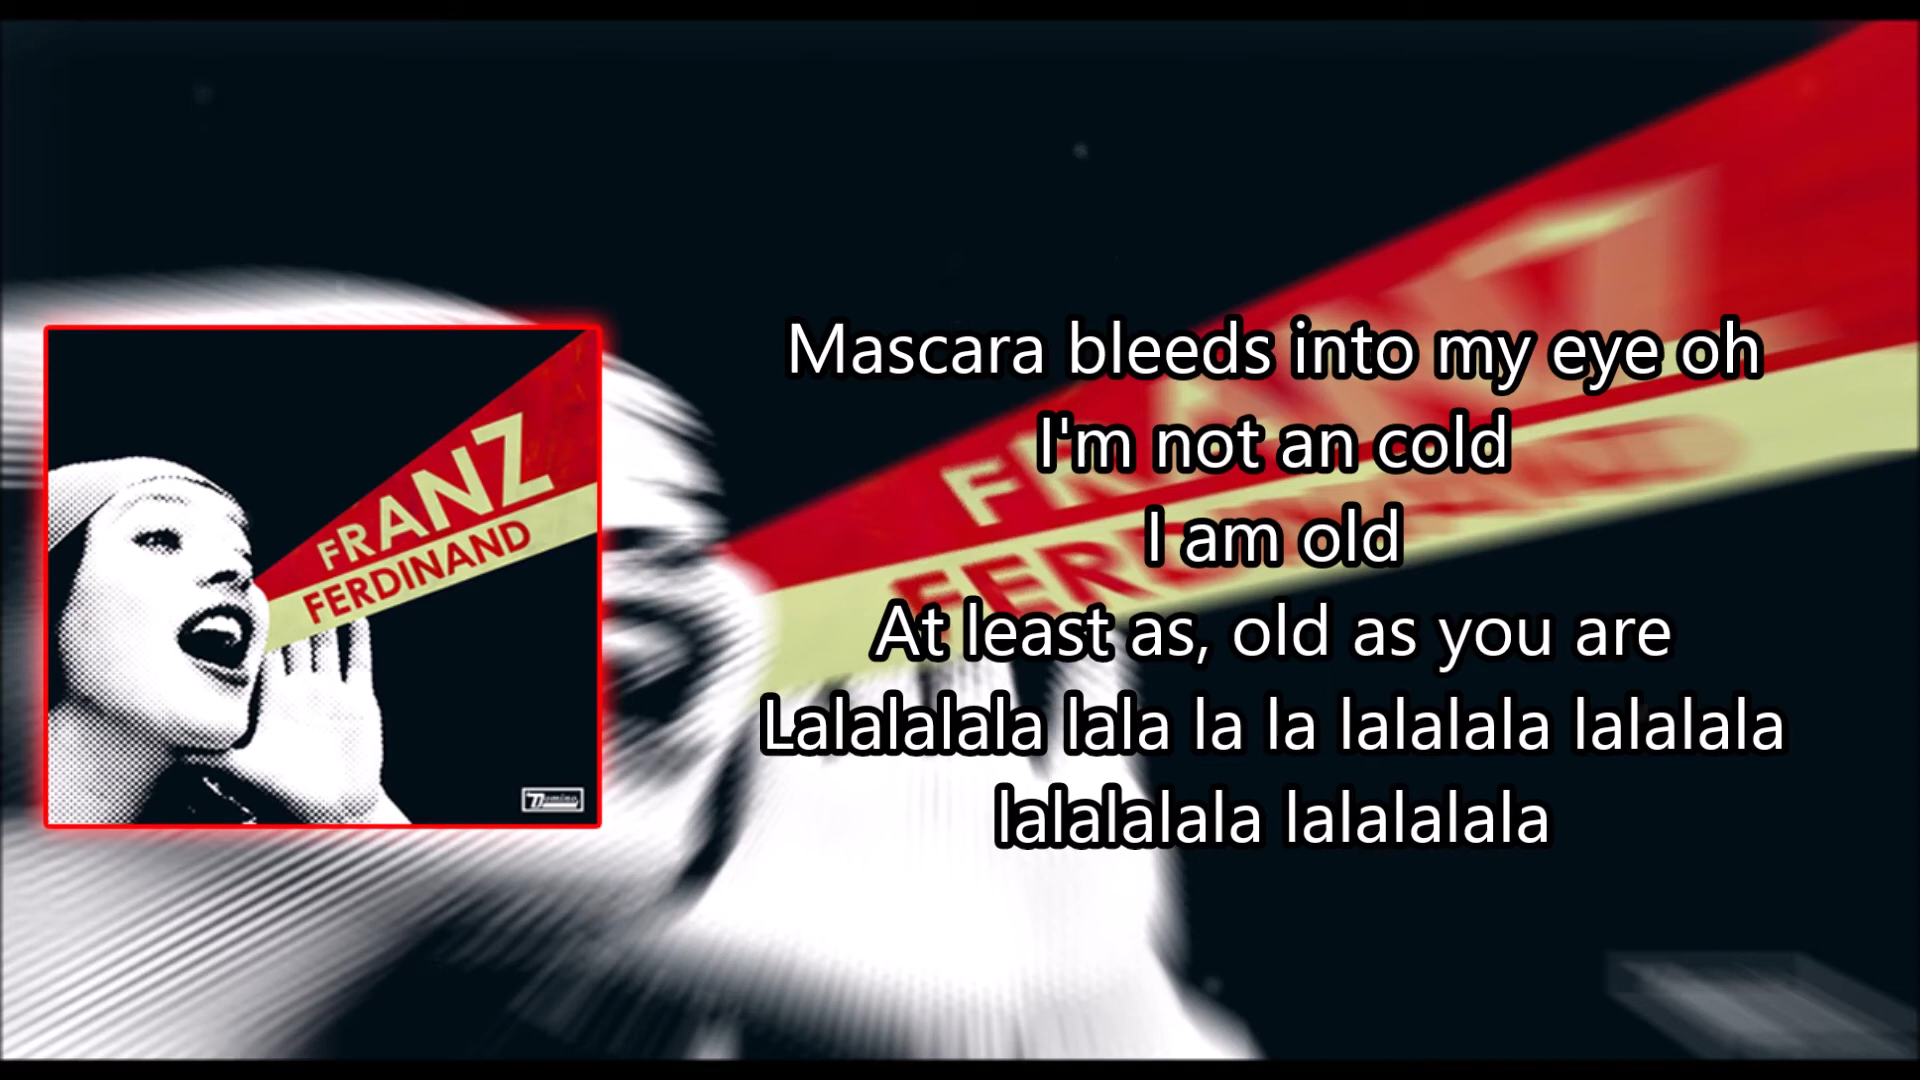 FRANZ
FERDINAND
Domino
Mascara bleeds into my eye oh
I'm not an cold
I am old
At least as, old as you are
Lalalalala lala la la lalalala lalalala
lalalalala lalalalala